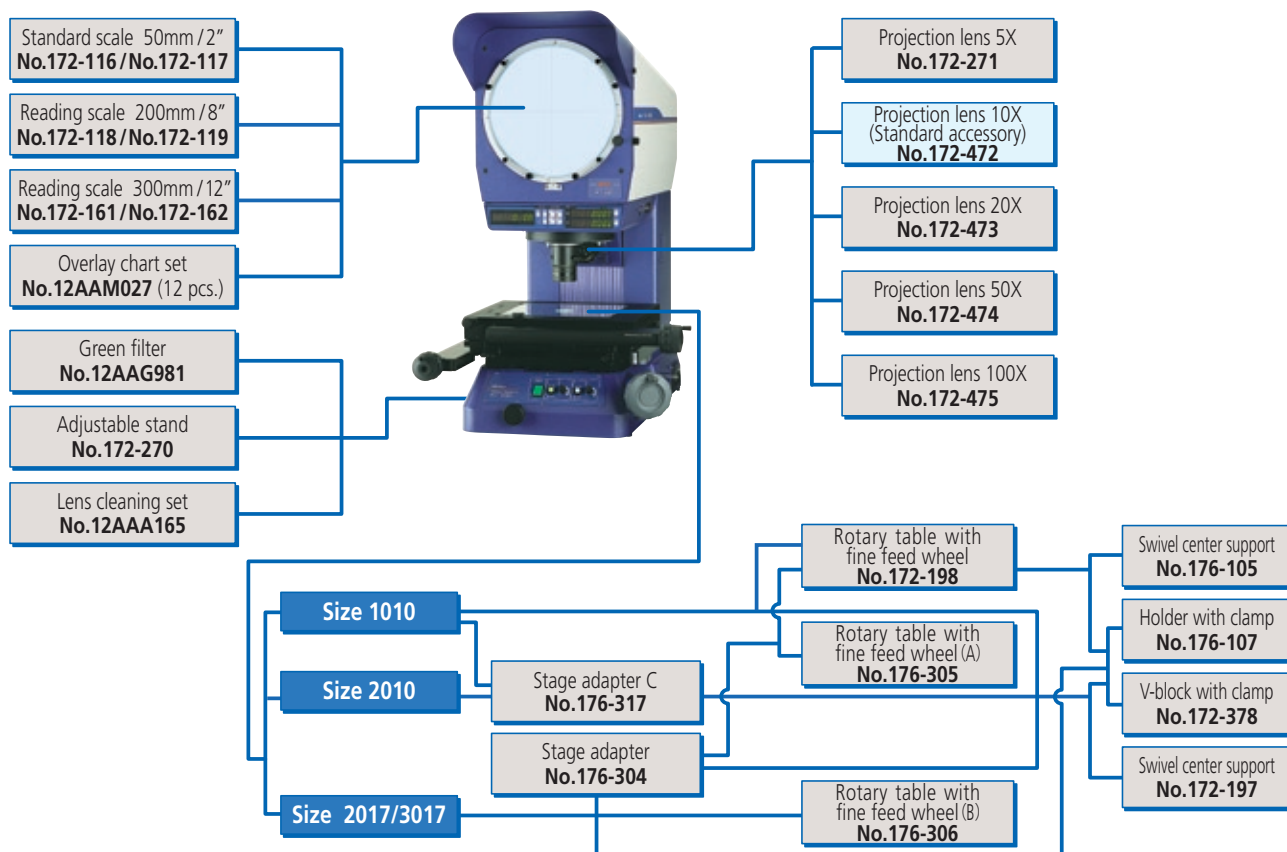 Standard scale 50mm/2″
No.172-116/No.172-117
Reading scale 200mm/8″
No.172-118/No.172-119
Reading scale 300mm/12″
No.172-161/No.172-162
Overlay chart set
No.12AAM027 (12 pcs.)
Green filter
No.12AAG981
Adjustable stand
No.172-270
Lens cleaning set
No.12AAA165
Projection lens 5X
No.172-271
Projection lens 10X
(Standard accessory)
No.172-472
Projection lens 20X
No.172-473
Projection lens 50X
No.172-474
Projection lens 100X
No.172-475
Size 1010
Size 2010
Size 2017/3017
Stage adapter C
No.176-317
Stage adapter
No.176-304
Rotary table with
fine feed wheel
No.172-198
Rotary table with
fine feed wheel (A)
No.176-305
Rotary table with
fine feed wheel (B)
No.176-306
Swivel center support
No.176-105
Holder with clamp
No.176-107
V-block with clamp
No.172-378
Swivel center support
No.172-197